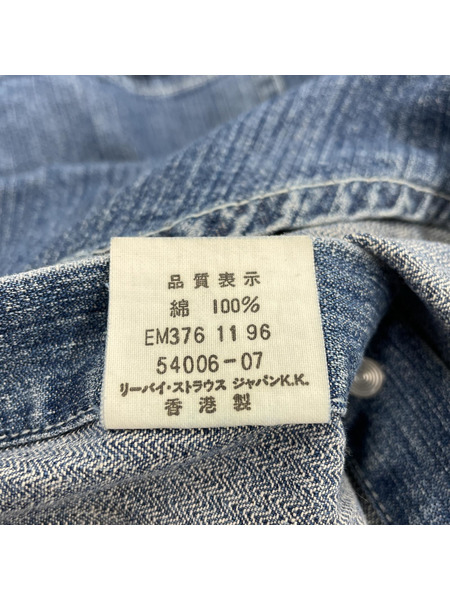 品質表示
綿 100%
EM376 11 96
54006-07
リーバイ・ストラウス ジャパンK.K.
香港製